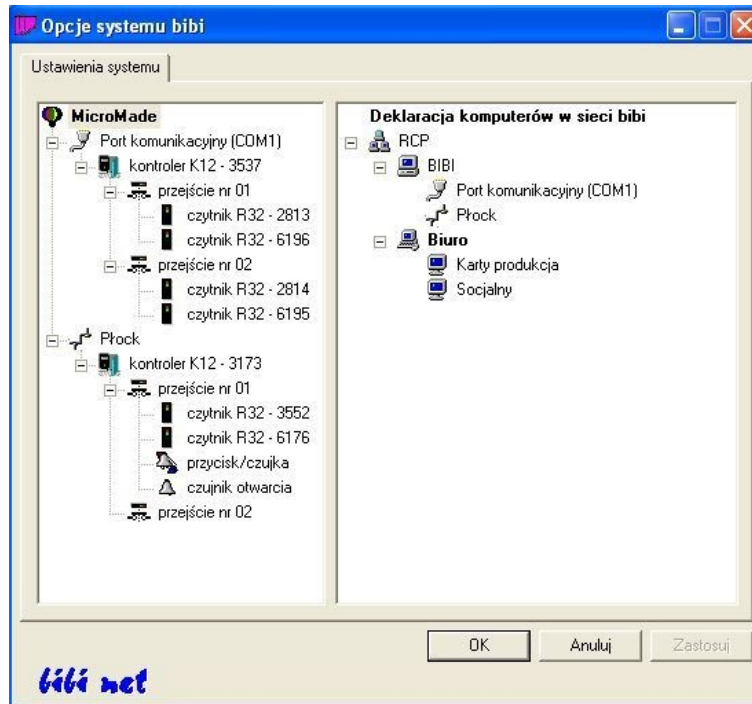 Opcje systemu bibi
Ustawienia systemu
MicroMade
Port komunikacyjny (COM1)
kontroler K12 - 3537
przejście nr 01
czytnik R32 - 2813
czytnik R32 - 6196
przejście nr 02
czytnik R32 - 2814
czytnik R32 - 6195
Płock
kontroler K12 - 3173
przejście nr 01
czytnik R32 - 3552
czytnik R32 - 6176
przycisk/czujka
czujnik otwarcia
przejście nr 02
Deklaracja komputerów w sieci bibi
RCP
BIBI
Port komunikacyjny (COM1)
Płock
Biuro
Karty produkcja
Socjalny
OK
Anuluj
Zastosuj
bibi net